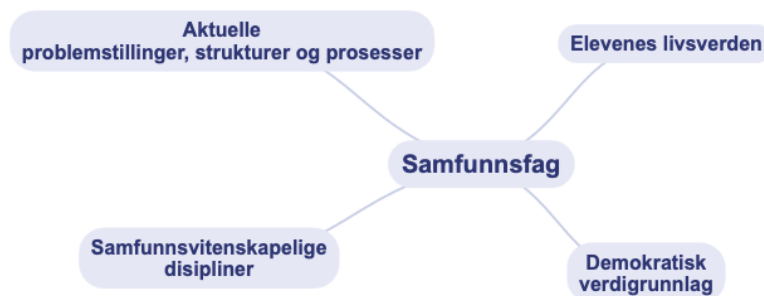 Aktuelle
problemstillinger, strukturer og prosesser
Elevenes livsverden
Samfunnsfag
Samfunnsvitenskapelige
disipliner
Demokratisk
verdigrunnlag